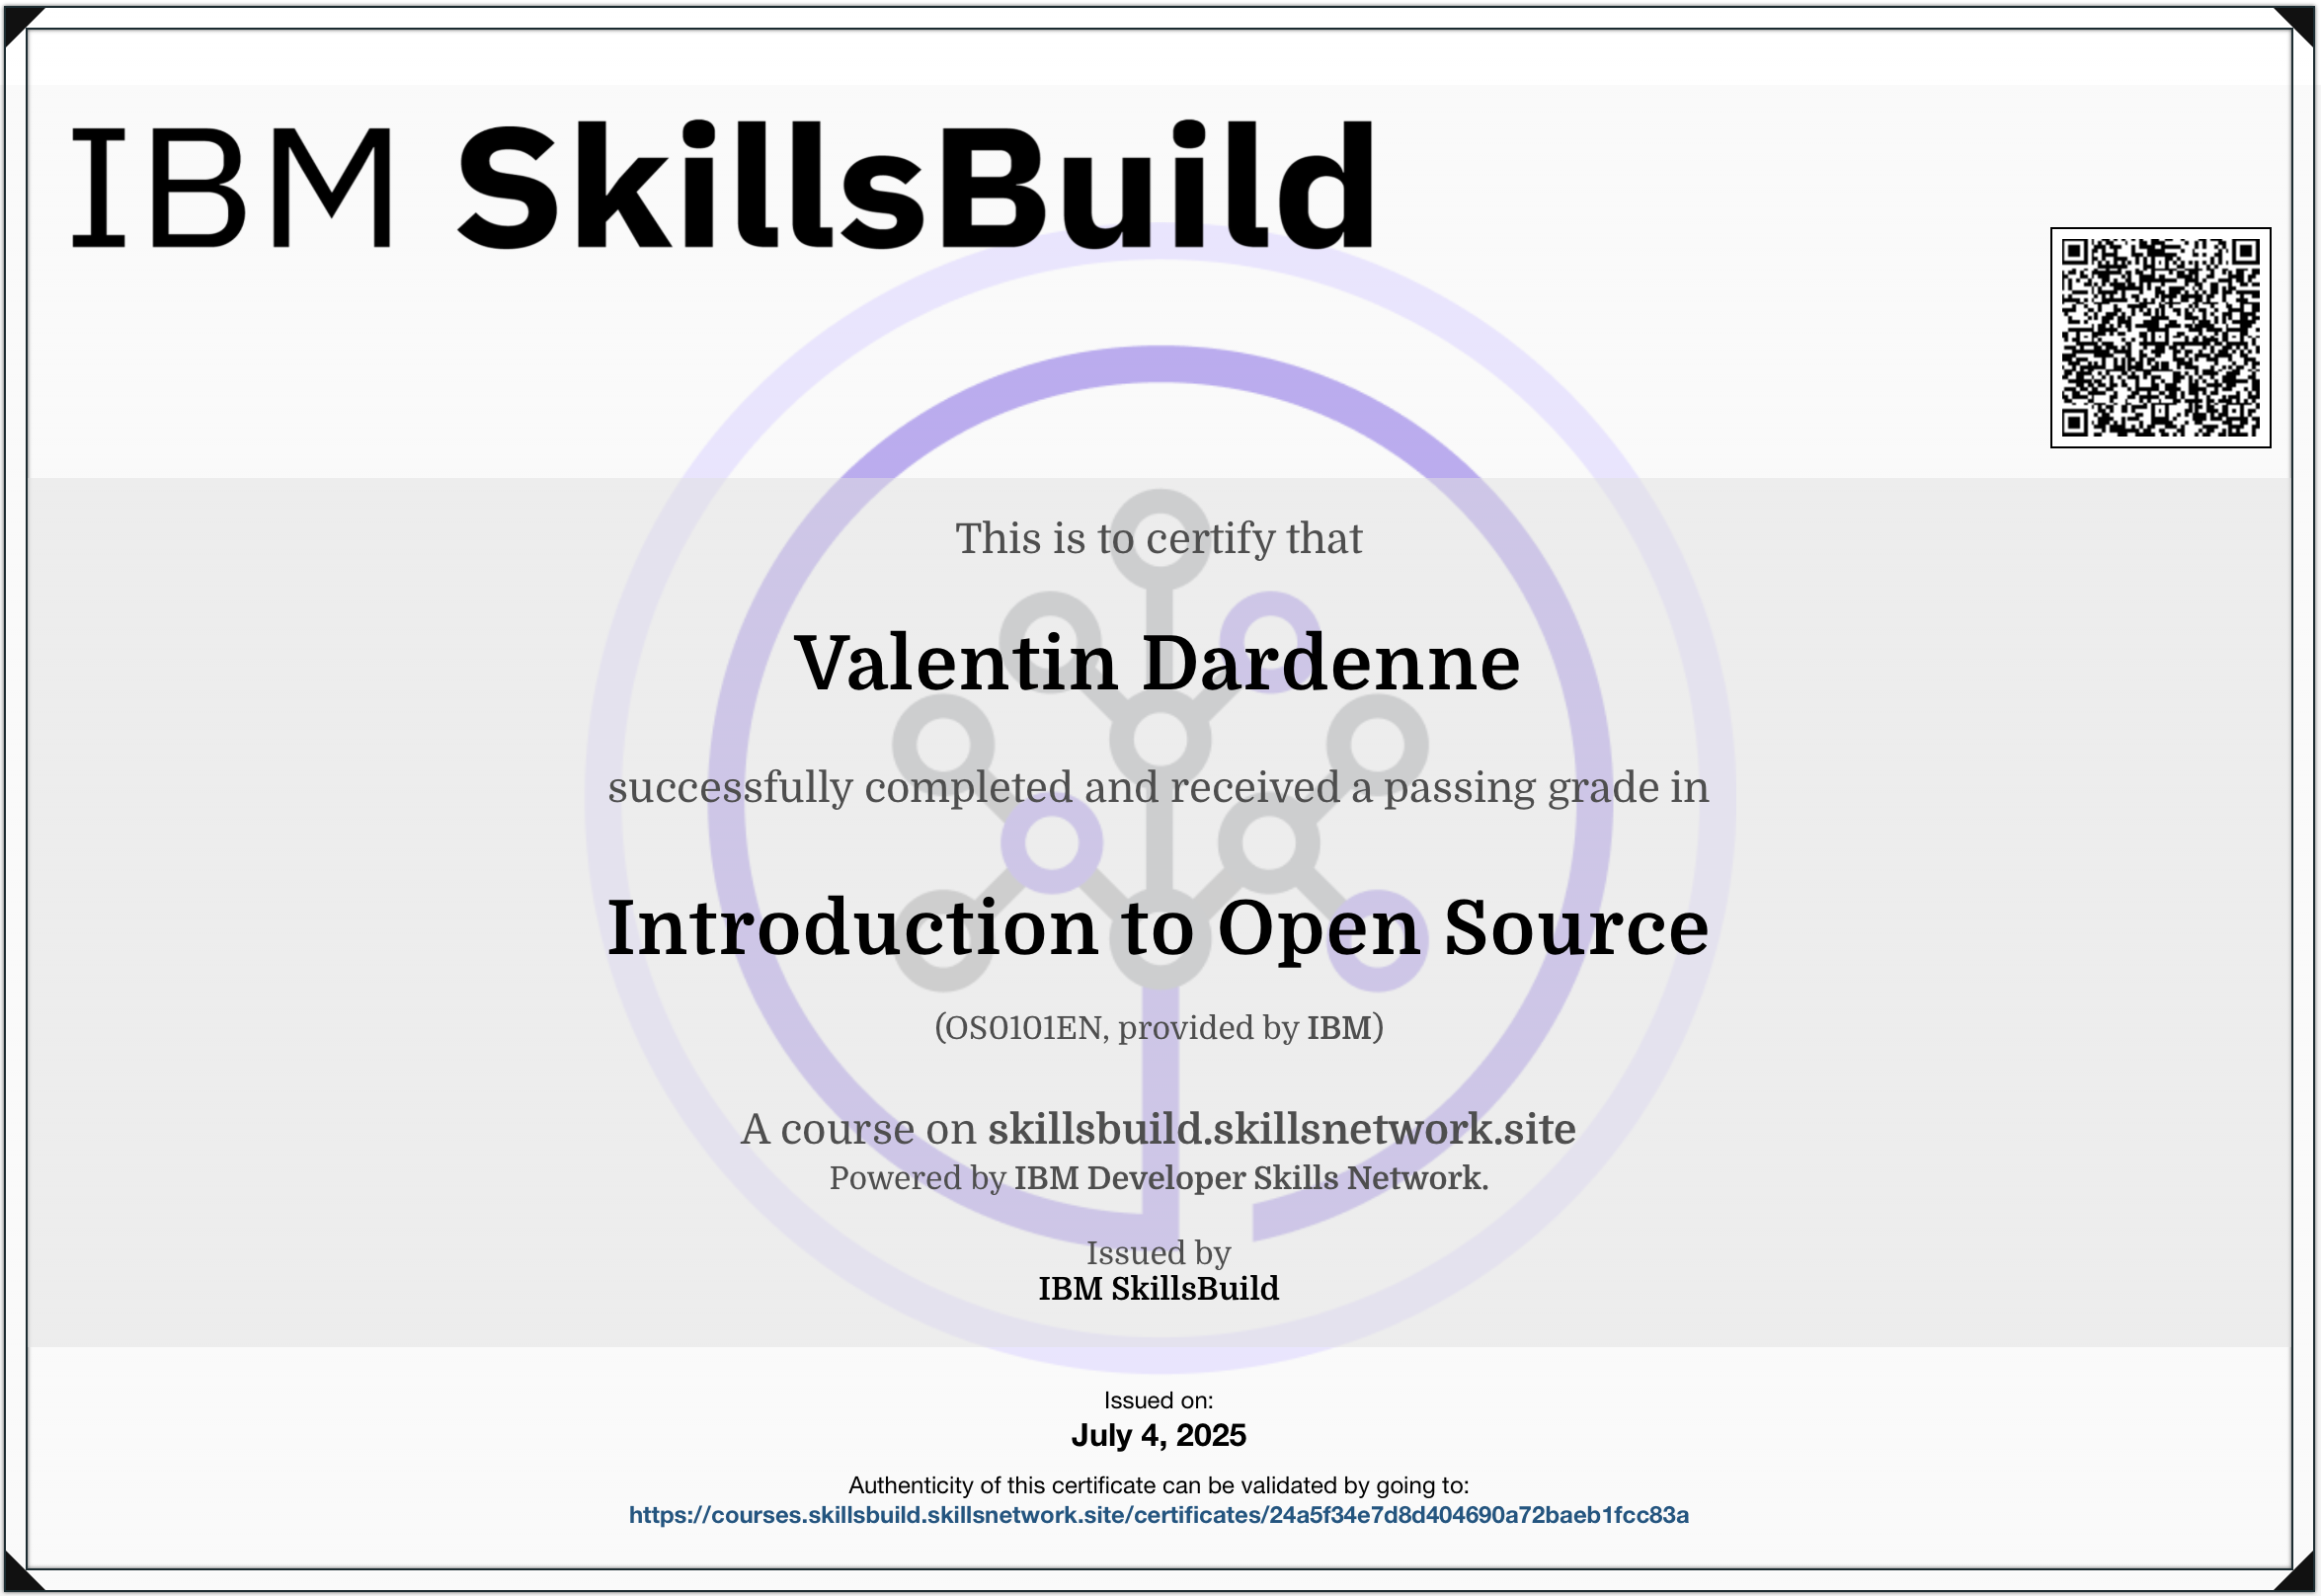 IBM SkillsBuild
This is to certify that
Valentin Dardenne
successfully completed and received a passing grade in
Introduction to Open Source
(OS0101EN, provided by IBM)
A course on skillsbuild.skillsnetwork.site
Powered by IBM Developer Skills Network.
Issued by
IBM SkillsBuild
Issued on:
July 4, 2025
Authenticity of this certificate can be validated by going to:
https://courses.skillsbuild.skillsnetwork.site/certificates/24a5f34e7d8d404690a72baeb1fcc83a